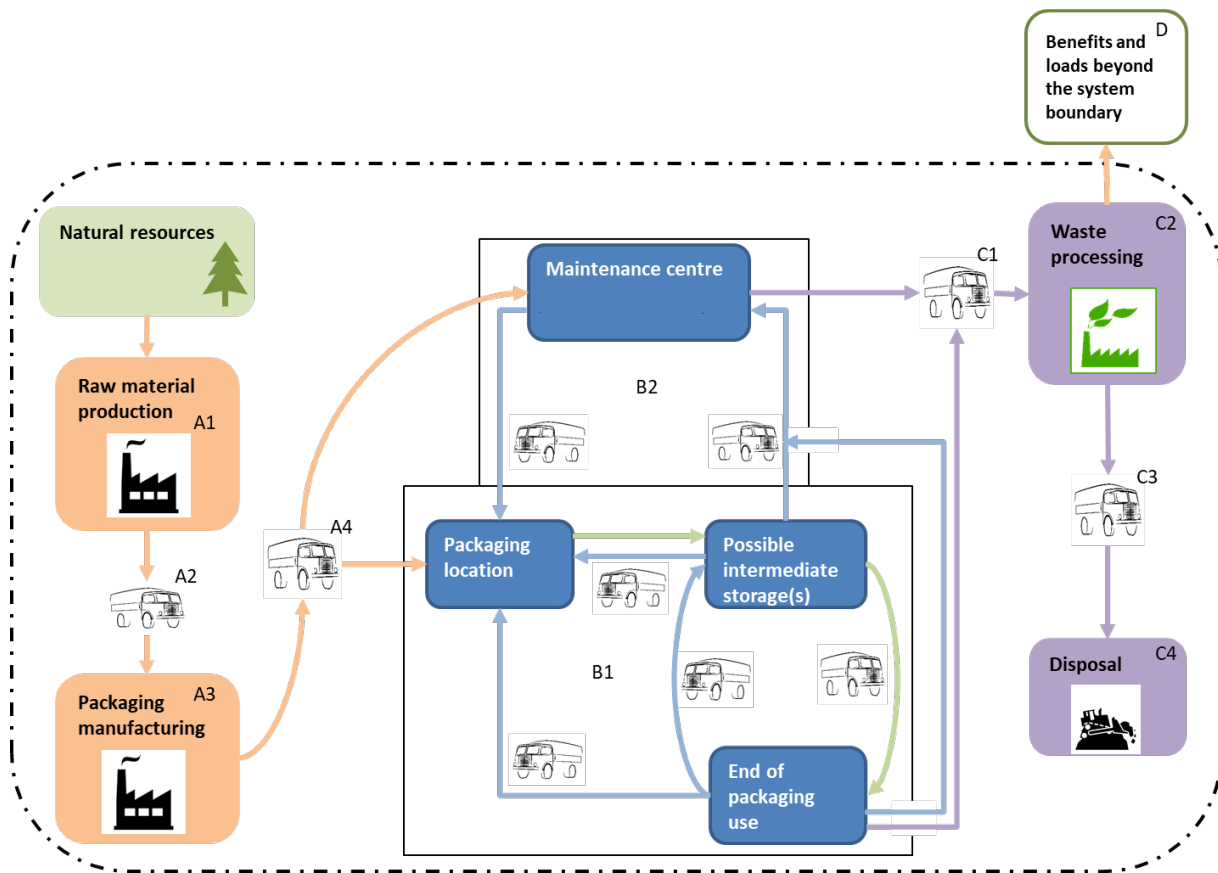 D
Benefits and
loads beyond
the system
boundary
Natural resources
Raw material
production
A1
A2
Packaging
manufacturing
A3
A4
Maintenance centre
B2
Packaging
location
Possible
intermediate
storage(s)
B1
End of
packaging
use
C1
Waste
processing
C2
C3
Disposal
C4